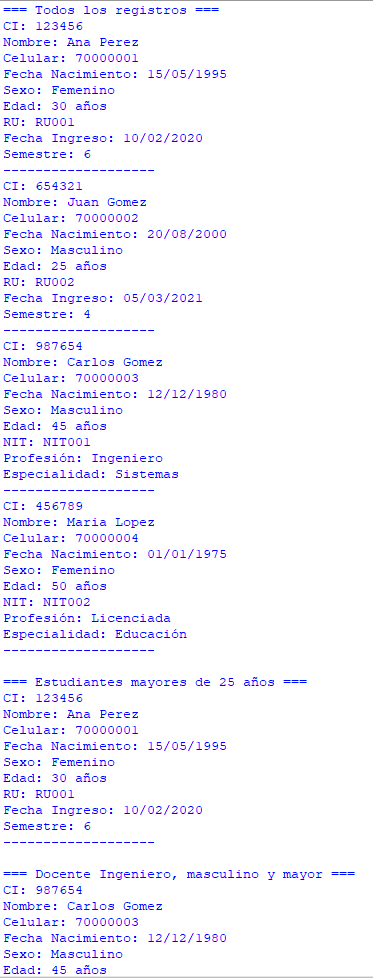 === Todos los registros ===
CI: 123456
Nombre: Ana Perez
Celular: 70000001
Fecha Nacimiento: 15/05/1995
Sexo: Femenino
Edad: 30 años
RU: RU001
Fecha Ingreso: 10/02/2020
Semestre: 6
-------------------
CI: 654321
Nombre: Juan Gomez
Celular: 70000002
Fecha Nacimiento: 20/08/2000
Sexo: Masculino
Edad: 25 años
RU: RU002
Fecha Ingreso: 05/03/2021
Semestre: 4
-------------------
CI: 987654
Nombre: Carlos Gomez
Celular: 70000003
Fecha Nacimiento: 12/12/1980
Sexo: Masculino
Edad: 45 años
NIT: NIT001
Profesión: Ingeniero
Especialidad: Sistemas
-------------------
CI: 456789
Nombre: Maria Lopez
Celular: 70000004
Fecha Nacimiento: 01/01/1975
Sexo: Femenino
Edad: 50 años
NIT: NIT002
Profesión: Licenciada
Especialidad: Educación
-------------------

=== Estudiantes mayores de 25 años ===
CI: 123456
Nombre: Ana Perez
Celular: 70000001
Fecha Nacimiento: 15/05/1995
Sexo: Femenino
Edad: 30 años
RU: RU001
Fecha Ingreso: 10/02/2020
Semestre: 6
-------------------

=== Docente Ingeniero, masculino y mayor ===
CI: 987654
Nombre: Carlos Gomez
Celular: 70000003
Fecha Nacimiento: 12/12/1980
Sexo: Masculino
Edad: 45 años